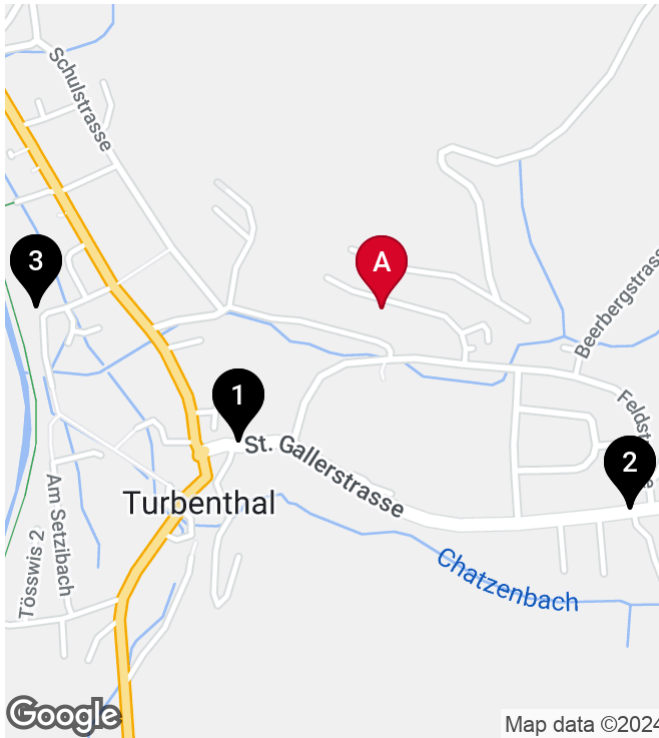 Schulstrasse
3
A
Beerbergstrasse
1
St. Gallerstrasse
2
Turbenthal
Am Setzibach
Tösswis 2
Chatzenbach
Google
Map data ©2024